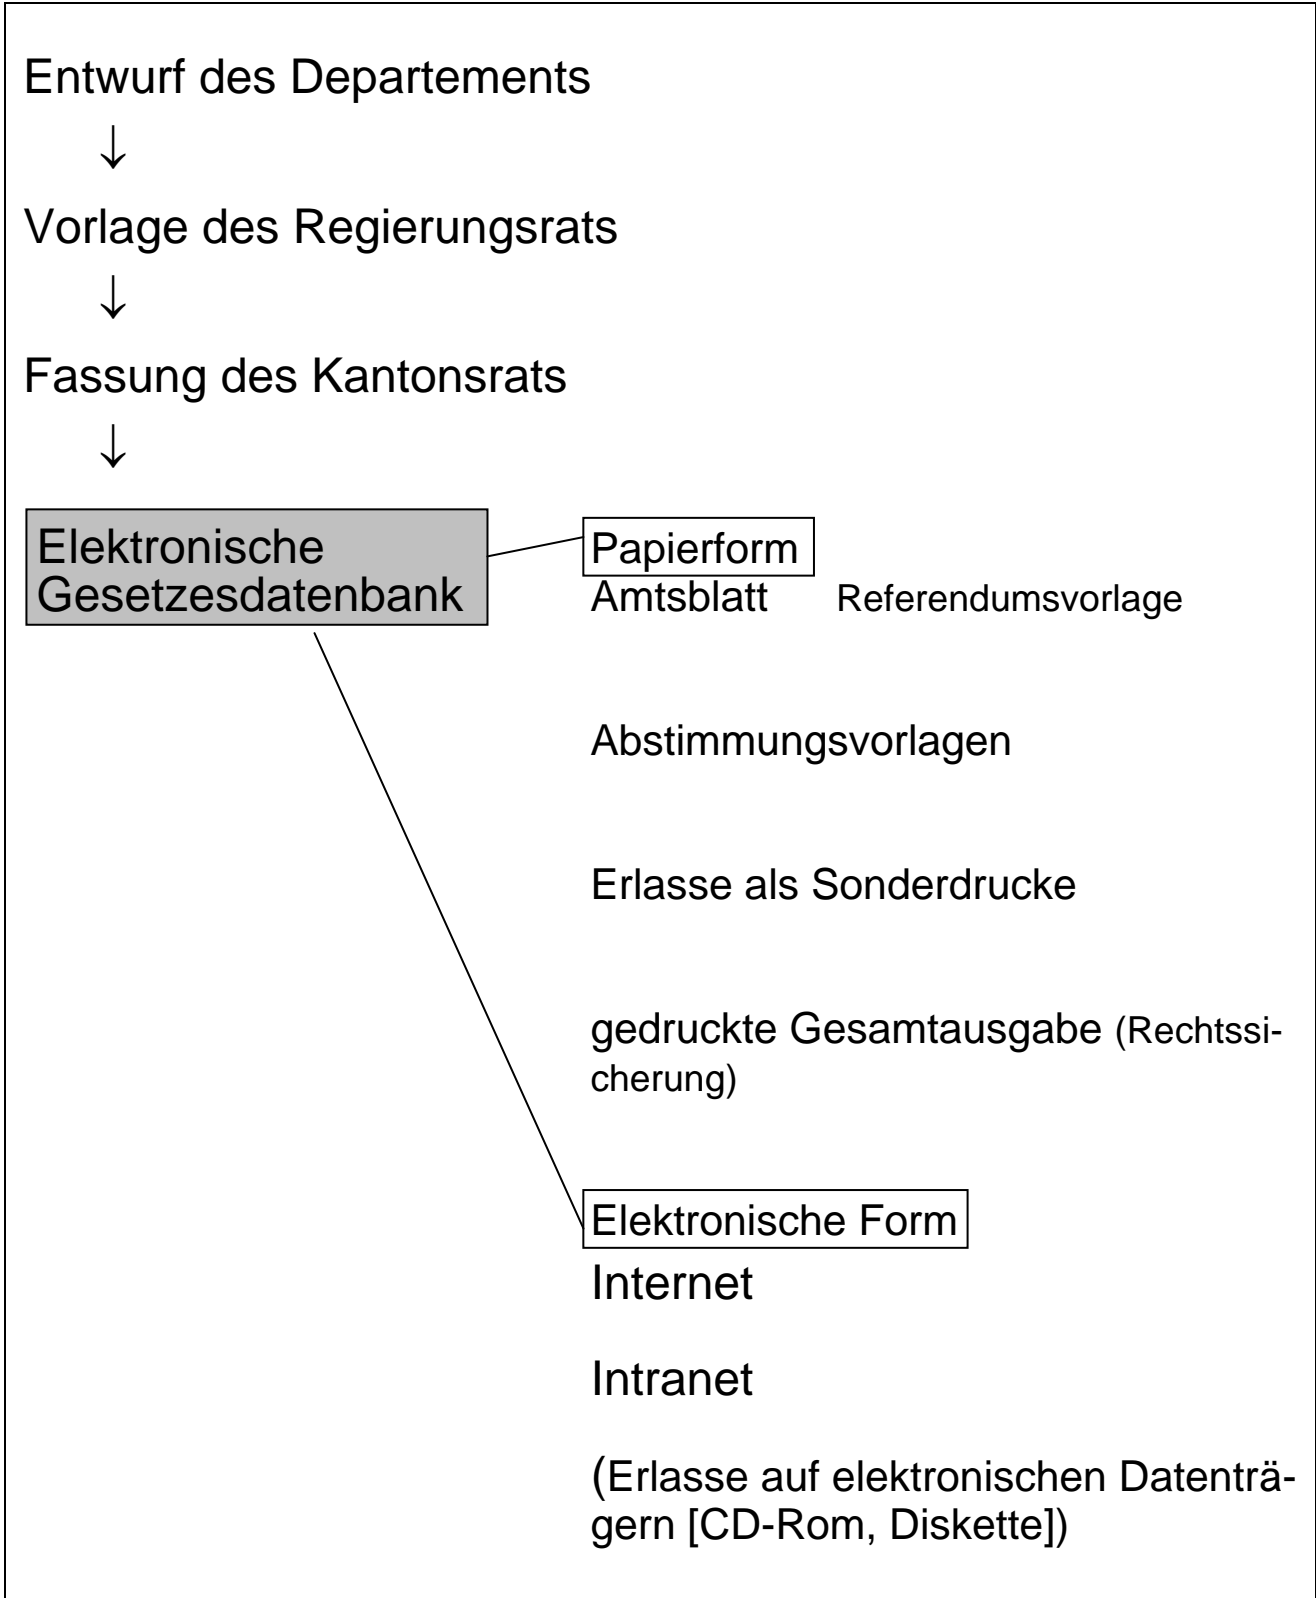 Entwurf des Departements
↓
Vorlage des Regierungsrats
↓
Fassung des Kantonsrats
↓
Elektronische
Gesetzesdatenbank
Papierform
Amtsblatt Referendumsvorlage
Abstimmungsvorlagen
Erlasse als Sonderdrucke
gedruckte Gesamtausgabe (Rechtssi-
cherung)
Elektronische Form
Internet
Intranet
(Erlasse auf elektronischen Datenträ-
gern [CD-Rom, Diskette])